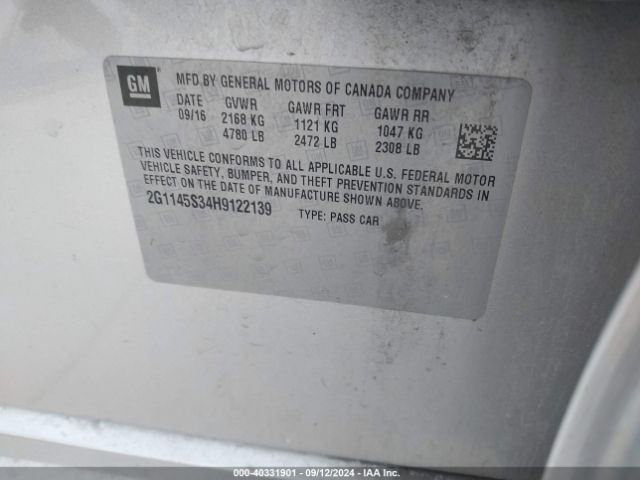 GM
MFD BY GENERAL MOTORS OF CANADA COMPANY
DATE GVWR GAWR FRT GAWR RR
09/16 2168 KG 1121 KG 1047 KG
4780 LB 2472 LB 2308 LB
THIS VEHICLE CONFORMS TO ALL APPLICABLE U.S. FEDERAL MOTOR
VEHICLE SAFETY, BUMPER, AND THEFT PREVENTION STANDARDS IN
EFFECT ON THE DATE OF MANUFACTURE SHOWN ABOVE.
2G1145S34H9122139 TYPE: PASS CAR
000-40331901 - 09/12/2024 - IAA Inc.